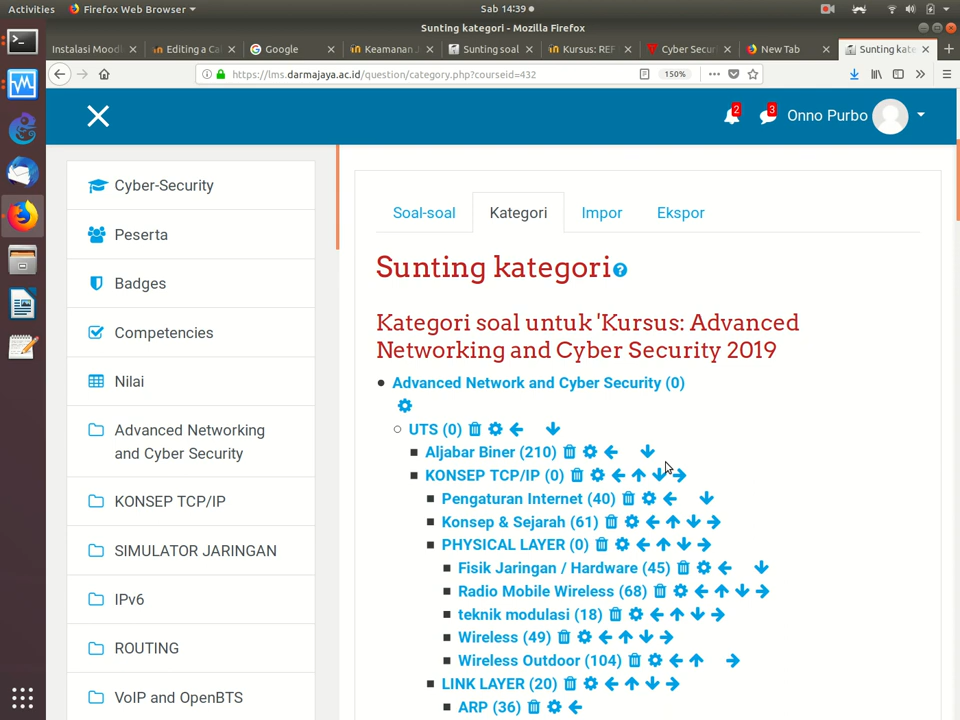 Activities Firefox Web Browser Sab 14:39
Sunting kategori - Mozilla Firefox
Instalasi Mood Editing a Ca Google Keamanan Sunting soal Kursus: REF Cyber Secur New Tab Sunting kate
https://lms.darmajaya.ac.id/question/category.php?courseid=432 150%
2 3 Onno Purbo
Cyber-Security
Peserta
Badges
Competencies
Nilai
Advanced Networking
and Cyber Security
KONSEP TCP/IP
SIMULATOR JARINGAN
IPv6
ROUTING
VoIP and OpenBTS
Soal-soal Kategori Impor Ekspor
Sunting kategori
Kategori soal untuk 'Kursus: Advanced
Networking and Cyber Security 2019
Advanced Network and Cyber Security (0)
UTS (0)
Aljabar Biner (210)
KONSEP TCP/IP (0)
Pengaturan Internet (40)
Konsep & Sejarah (61)
PHYSICAL LAYER (0)
Fisik Jaringan / Hardware (45)
Radio Mobile Wireless (68)
teknik modulasi (18)
Wireless (49)
Wireless Outdoor (104)
LINK LAYER (20)
ARP (36)